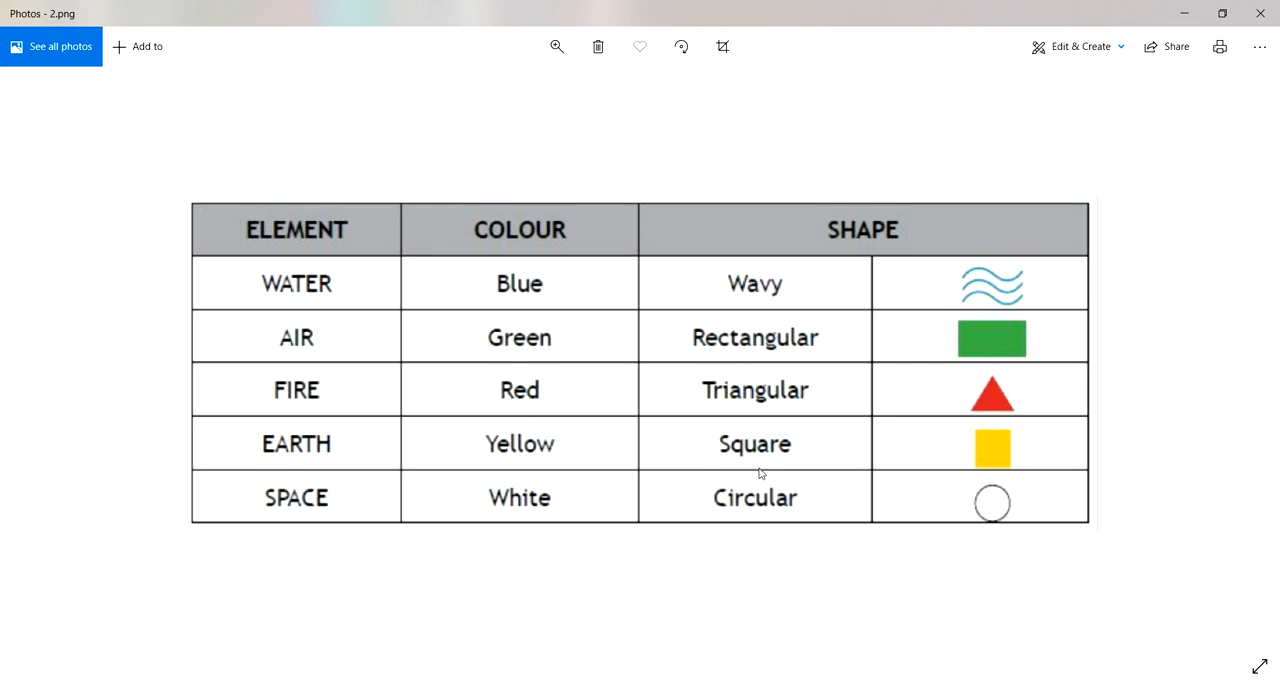 Photos - 2.png
See all photos
Add to
Edit & Create
Share
ELEMENT COLOUR SHAPE
WATER Blue Wavy
AIR Green Rectangular
FIRE Red Triangular
EARTH Yellow Square
SPACE White Circular